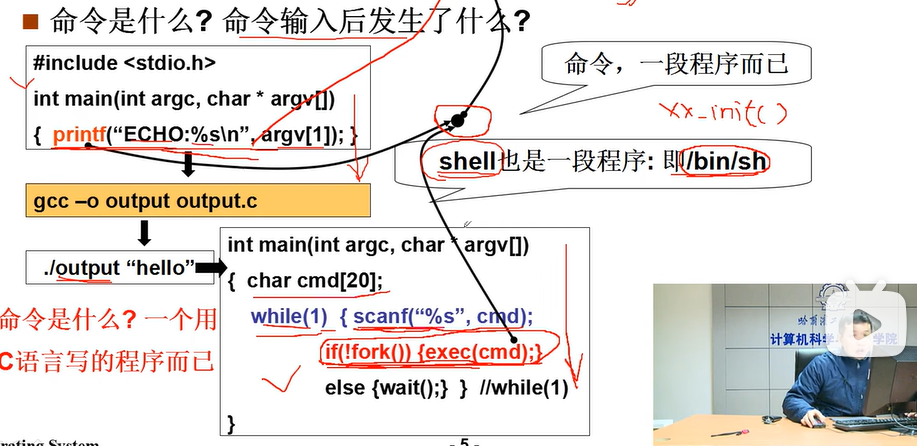 ■ 命令是什么? 命令输入后发生了什么?
#include <stdio.h>
int main(int argc, char * argv[])
{ printf(“ECHO:%s\n”, argv[1]); }
命令，一段程序而已
xx_init()
shell也是一段程序: 即/bin/sh
gcc –o output output.c
./output “hello”
int main(int argc, char * argv[])
{ char cmd[20];
while(1) { scanf(“%s”, cmd);
if(!fork()) {exec(cmd);}
else {wait();} } //while(1)
}
命令是什么? 一个用
C语言写的程序而已
计算机科学
学院
- 5 -